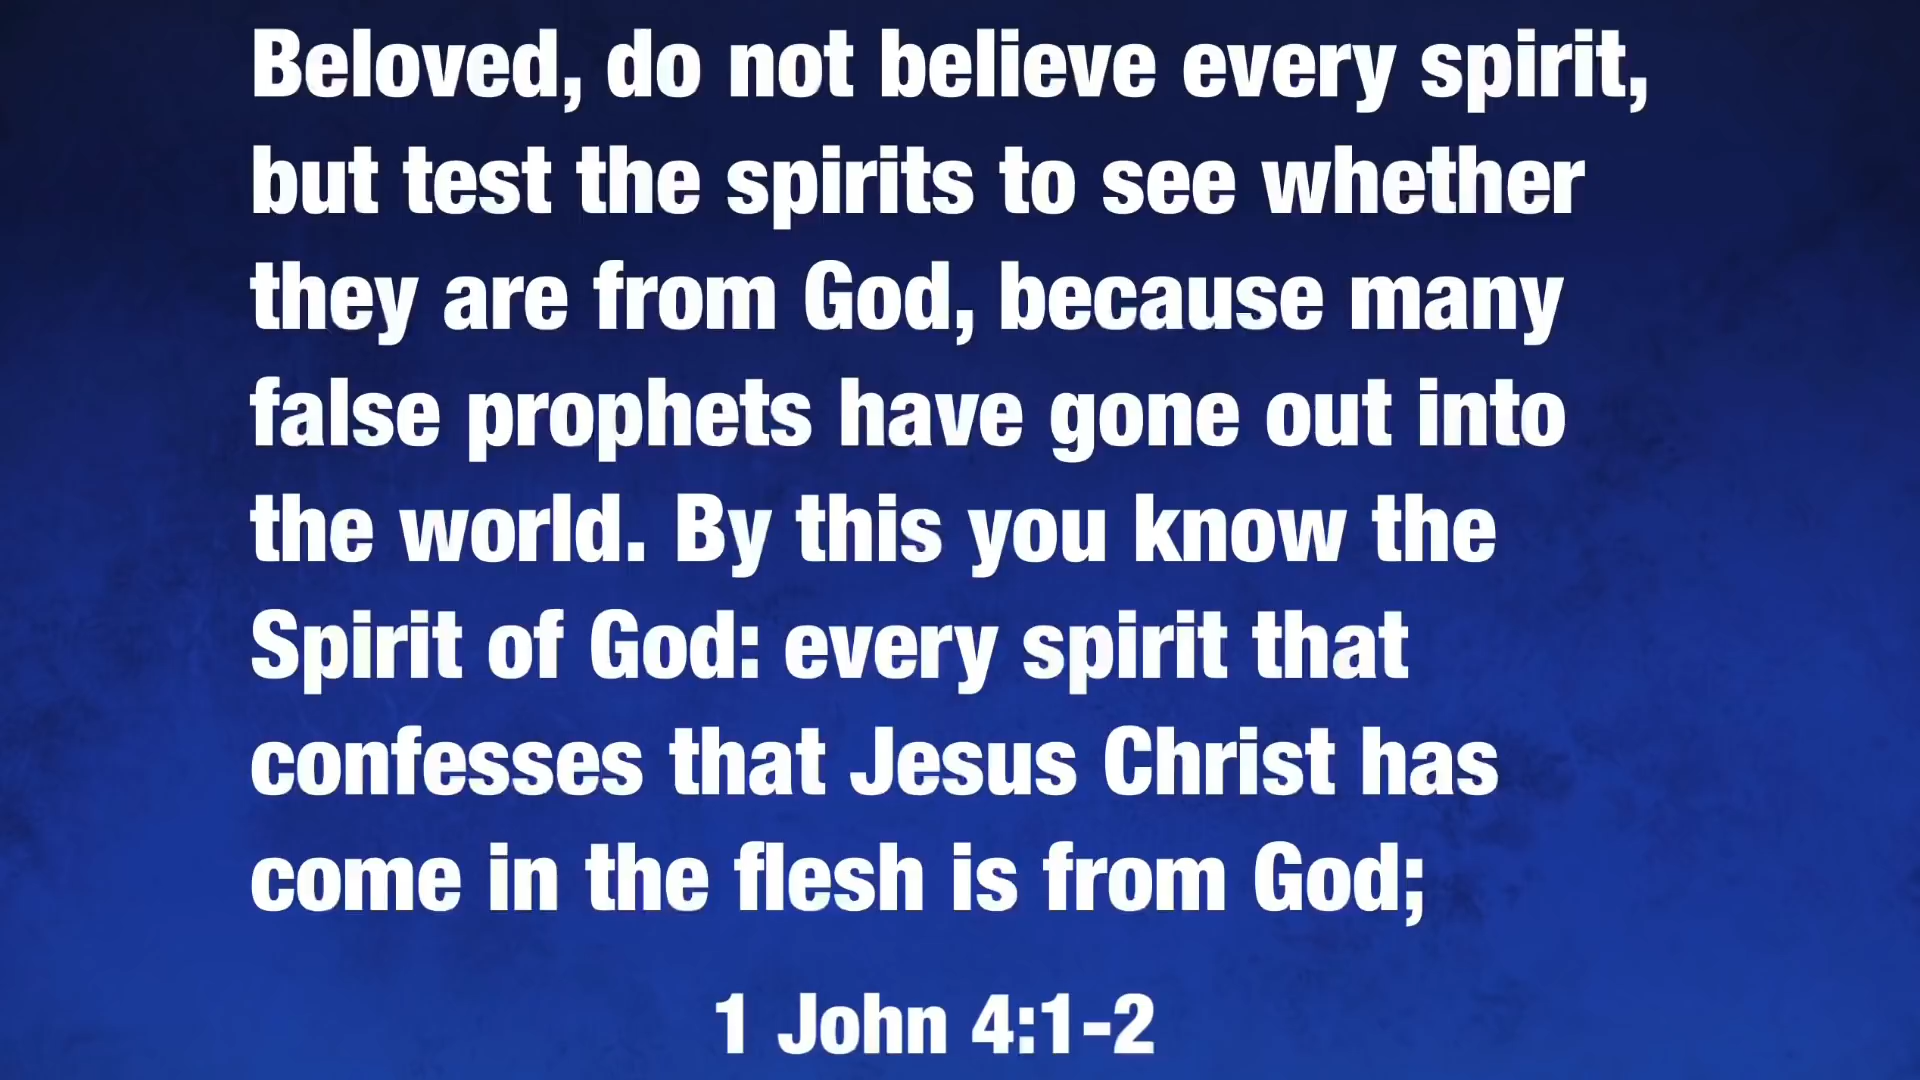 Beloved, do not believe every spirit,
but test the spirits to see whether
they are from God, because many
false prophets have gone out into
the world. By this you know the
Spirit of God: every spirit that
confesses that Jesus Christ has
come in the flesh is from God;
1 John 4:1-2